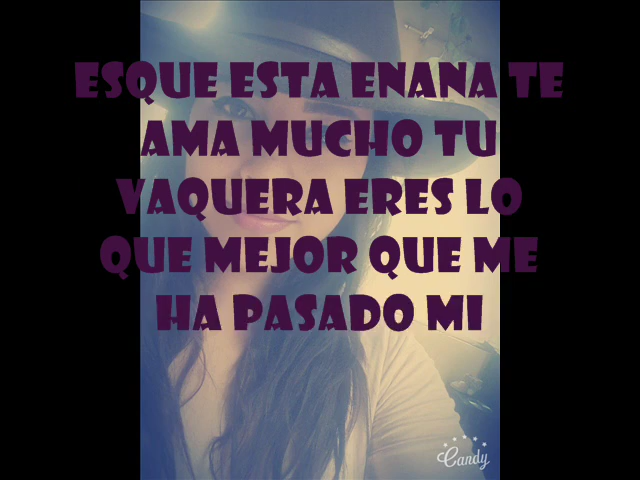 ESQUE ESTA ENANA TE
AMA MUCHO TU
VAQUERA ERES LO
QUE MEJOR QUE ME
HA PASADO MI
Candy